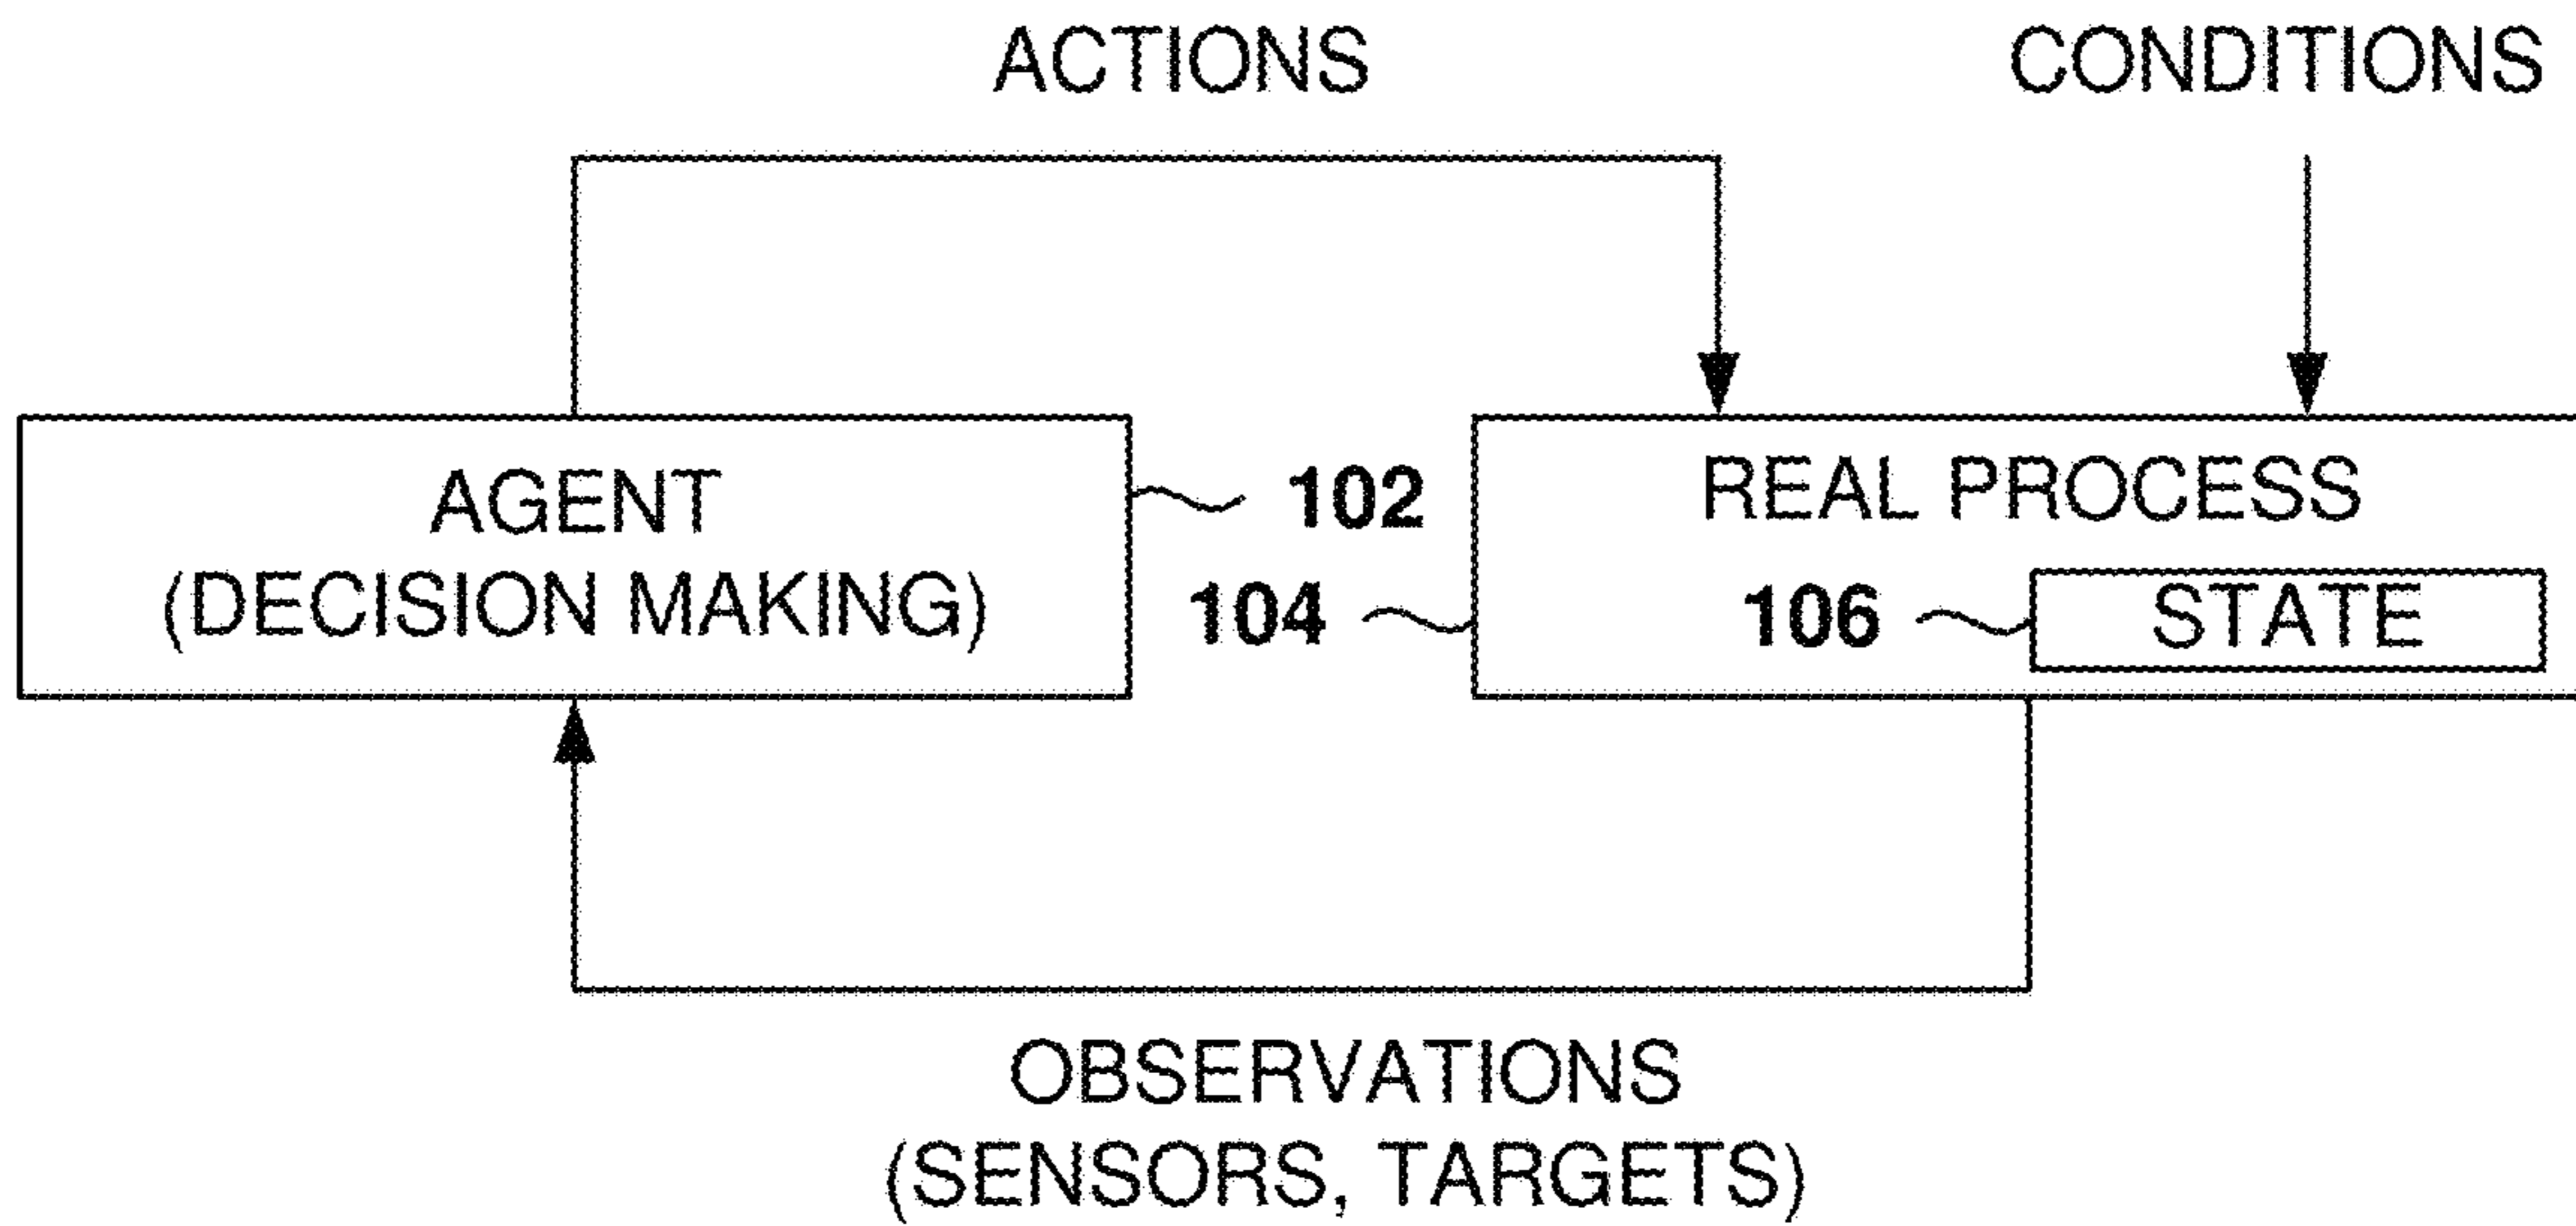 ACTIONS
CONDITIONS
AGENT
(DECISION MAKING)
102
104
REAL PROCESS
106
STATE
OBSERVATIONS
(SENSORS, TARGETS)